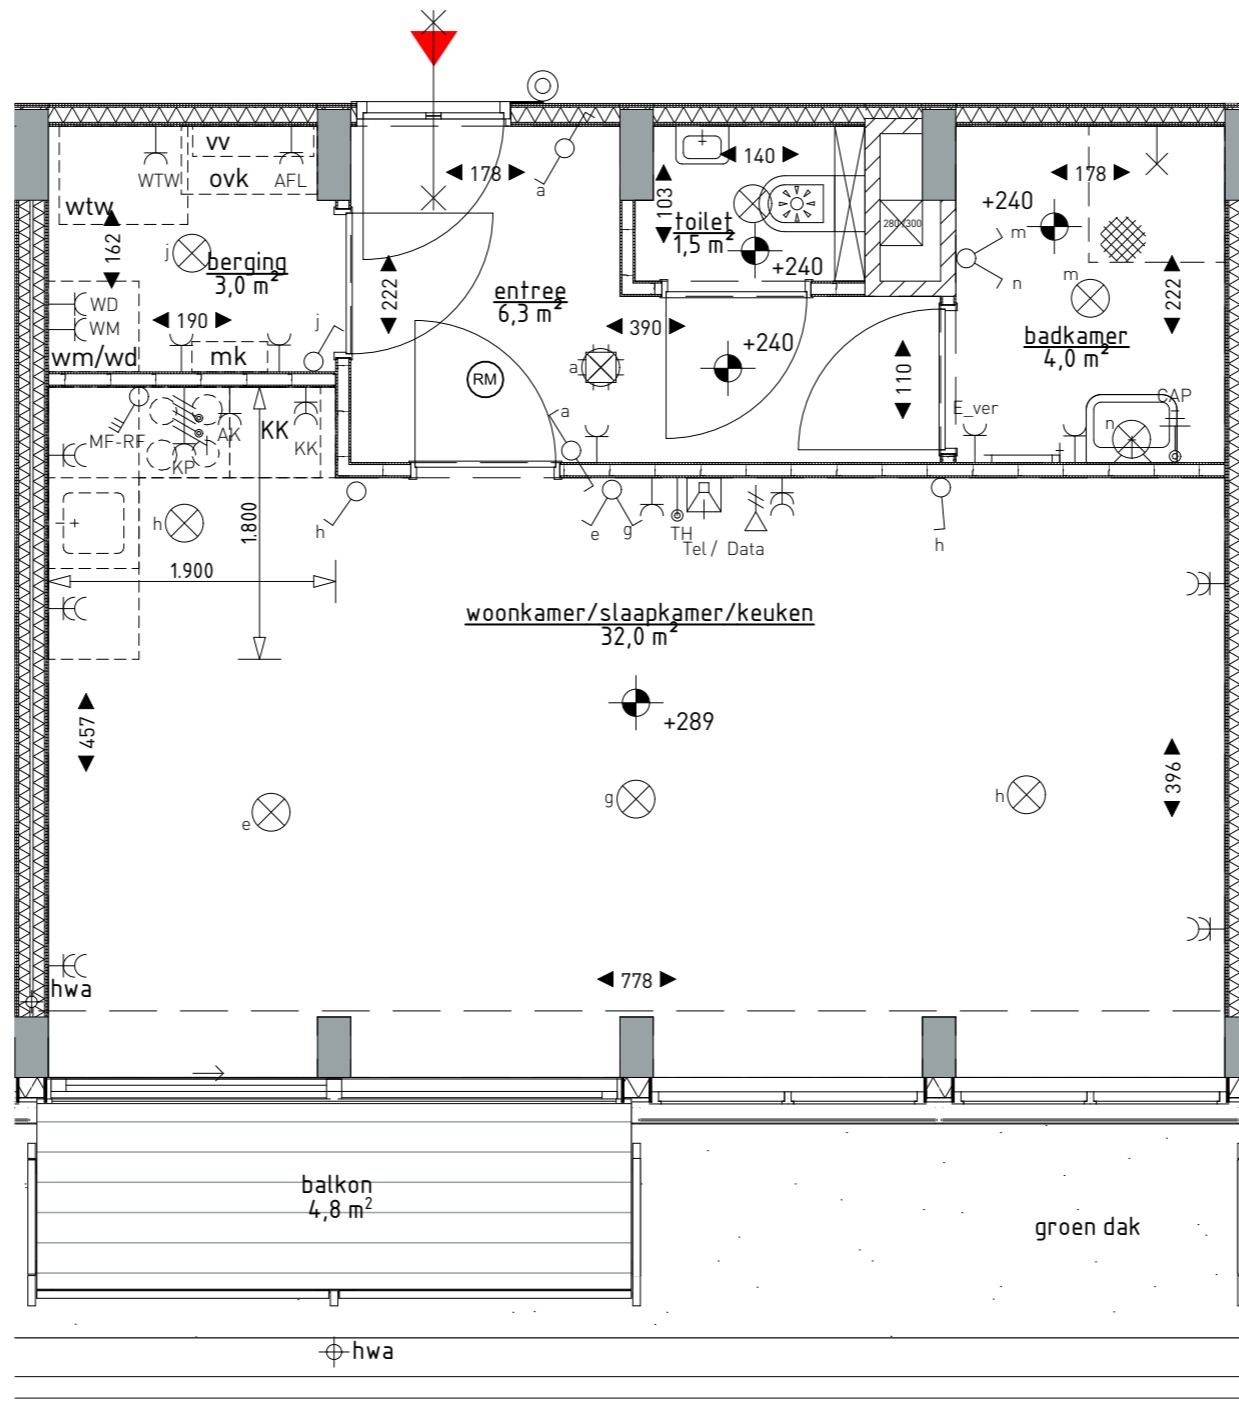 vv
ovk
WTW
AFL
wtw
162
j
berging
3,0 m²
WD
WM
190
j
wm/wd
mk
178
a
222
entree
6,3 m²
390
RM
a
a
140
103
toilet
1,5 m²
+240
+240
280x300
110
178
+240
m
n
m
222
badkamer
4,0 m²
E_ver
CAP
n
MF-RF
KP
AK
KK
KK
h
1.800
1.900
h
e
g
TH
Tel / Data
h
woonkamer/slaapkamer/keuken
32,0 m²
+289
457
396
e
g
h
778
hwa
balkon
4,8 m²
groen dak
hwa